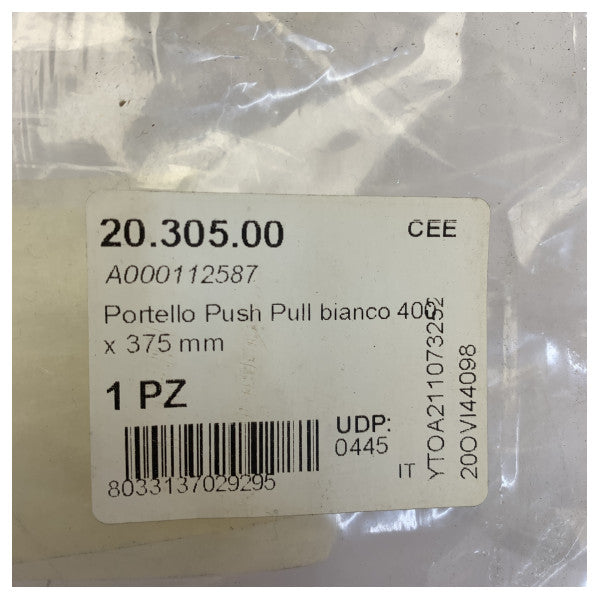 20.305.00
CEE
A000112587
Portello Push Pull bianco 400
x 375 mm
1 PZ
UDP:
0445
IT
8033137029295
YTOA211073252
20OVI44098